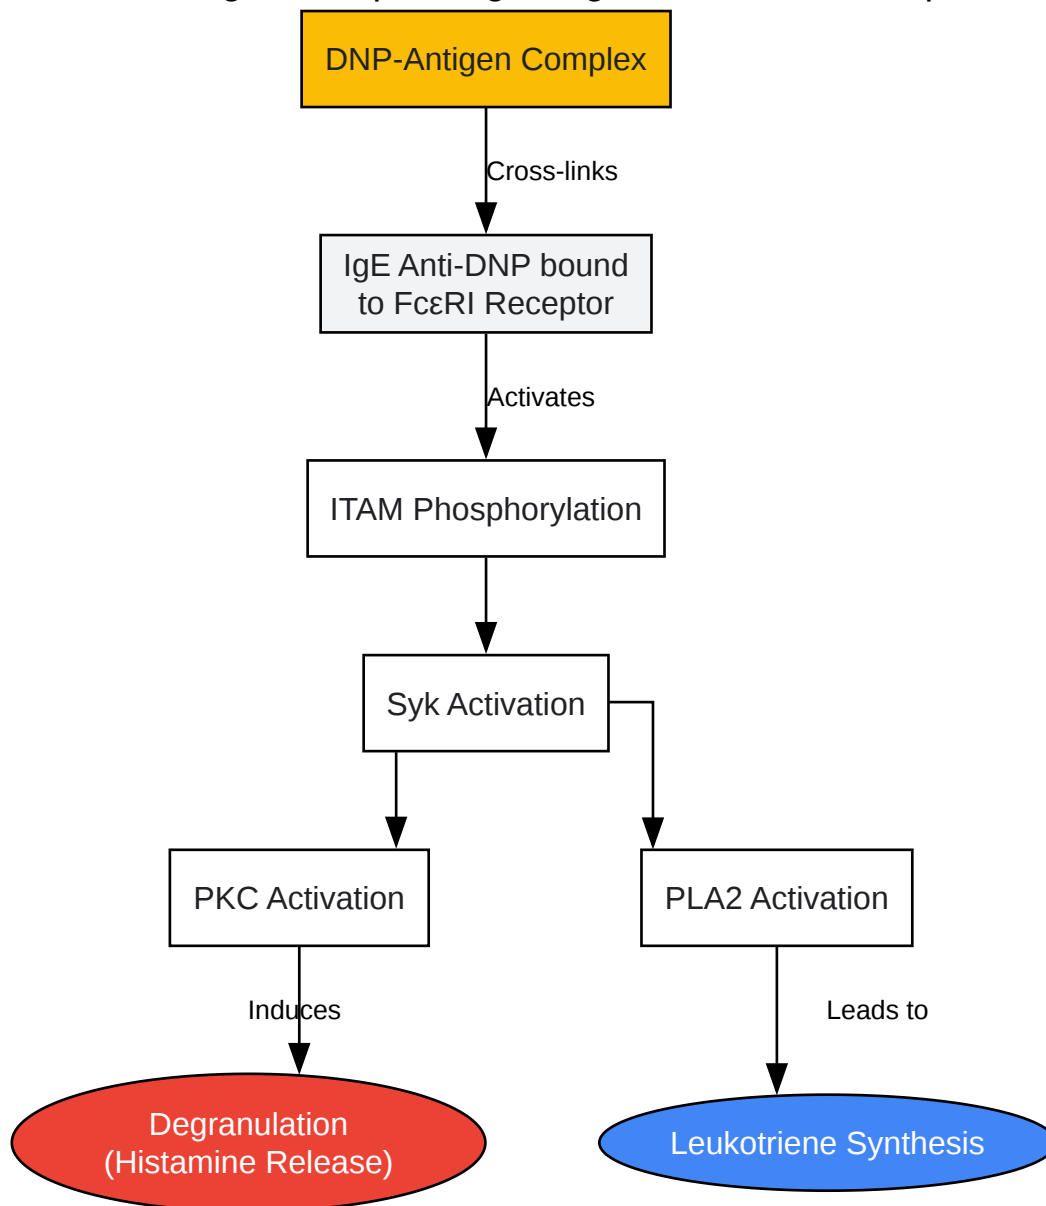 DNP-Antigen Complex
Cross-links
IgE Anti-DNP bound
to FcεRI Receptor
Activates
ITAM Phosphorylation
Syk Activation
PKC Activation
PLA2 Activation
Induces
Leads to
Degranulation
(Histamine Release)
Leukotriene Synthesis